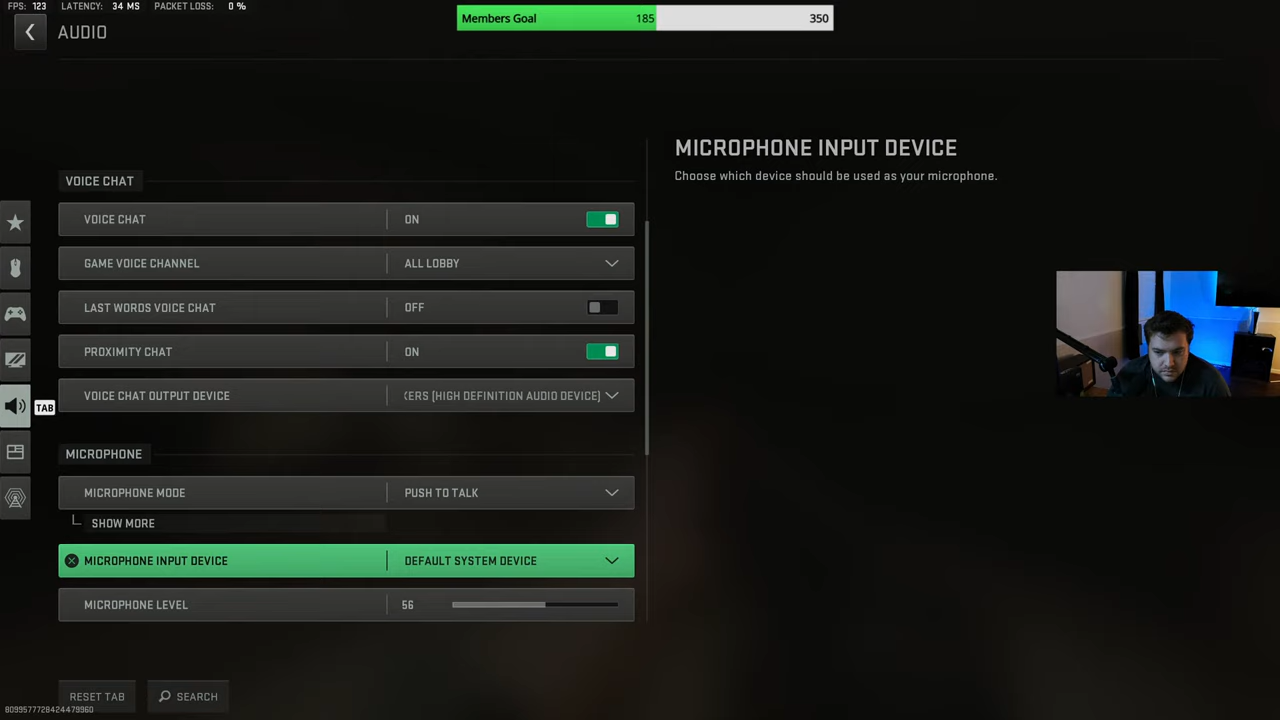 FPS: 123 LATENCY: 34 MS PACKET LOSS: 0 %
Members Goal 185 350
AUDIO
MICROPHONE INPUT DEVICE
Choose which device should be used as your microphone.
VOICE CHAT
VOICE CHAT ON
GAME VOICE CHANNEL ALL LOBBY
LAST WORDS VOICE CHAT OFF
PROXIMITY CHAT ON
VOICE CHAT OUTPUT DEVICE KERS [HIGH DEFINITION AUDIO DEVICE]
TAB
MICROPHONE
MICROPHONE MODE PUSH TO TALK
SHOW MORE
MICROPHONE INPUT DEVICE DEFAULT SYSTEM DEVICE
MICROPHONE LEVEL 56
RESET TAB SEARCH
8099577728424479960